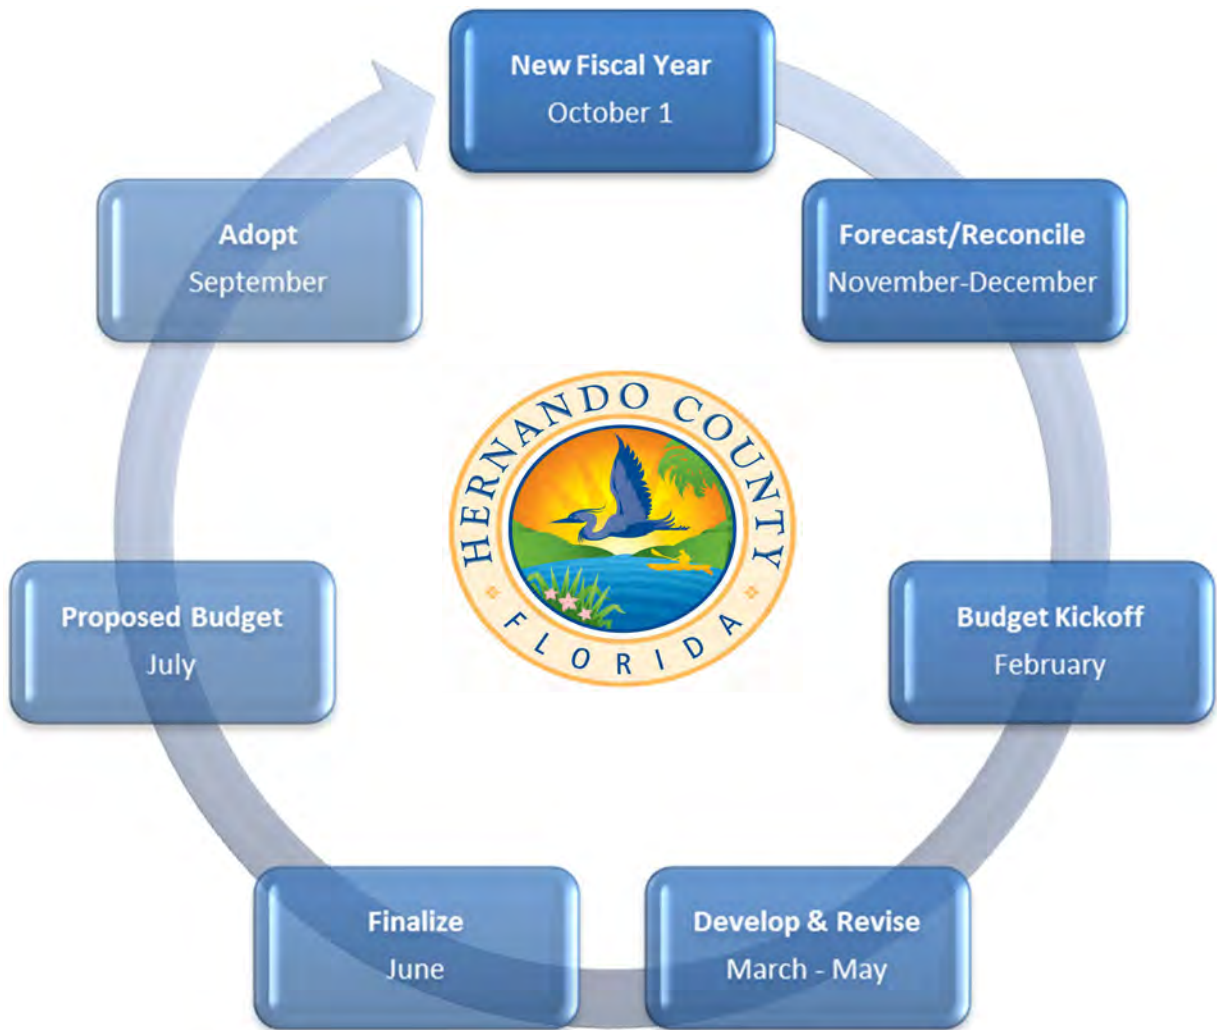 New Fiscal Year
October 1
Forecast/Reconcile
November-December
Budget Kickoff
February
Develop & Revise
March - May
Finalize
June
Proposed Budget
July
Adopt
September
HERNANDO COUNTY
FLORIDA